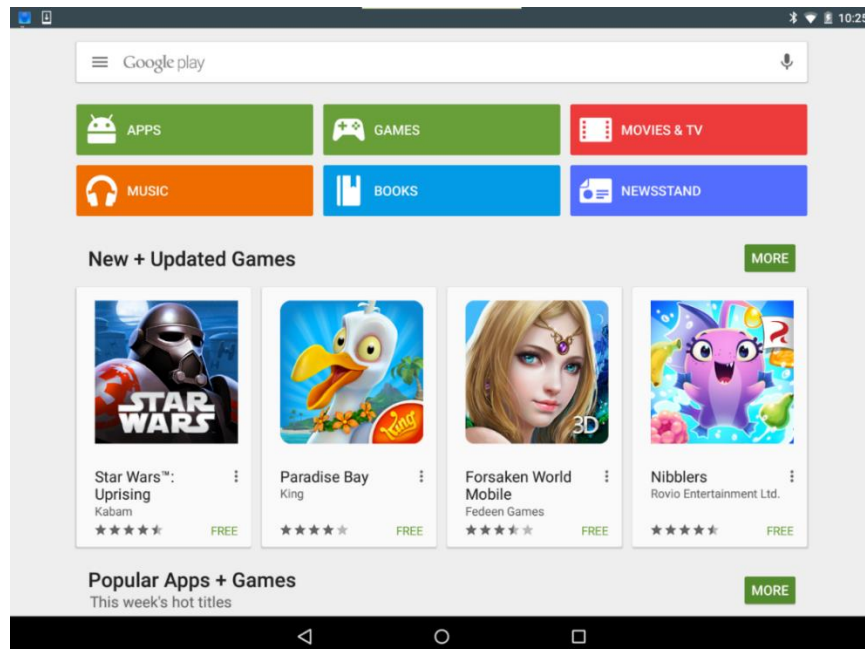 10:25
Google play
APPS
GAMES
MOVIES & TV
MUSIC
BOOKS
NEWSSTAND
New + Updated Games
MORE
STAR
WARS
King
3D
Star Wars™:
Uprising
Kabam
FREE
Paradise Bay
King
FREE
Forsaken World
Mobile
Fedeen Games
FREE
Nibblers
Rovio Entertainment Ltd.
FREE
Popular Apps + Games
MORE
This week's hot titles